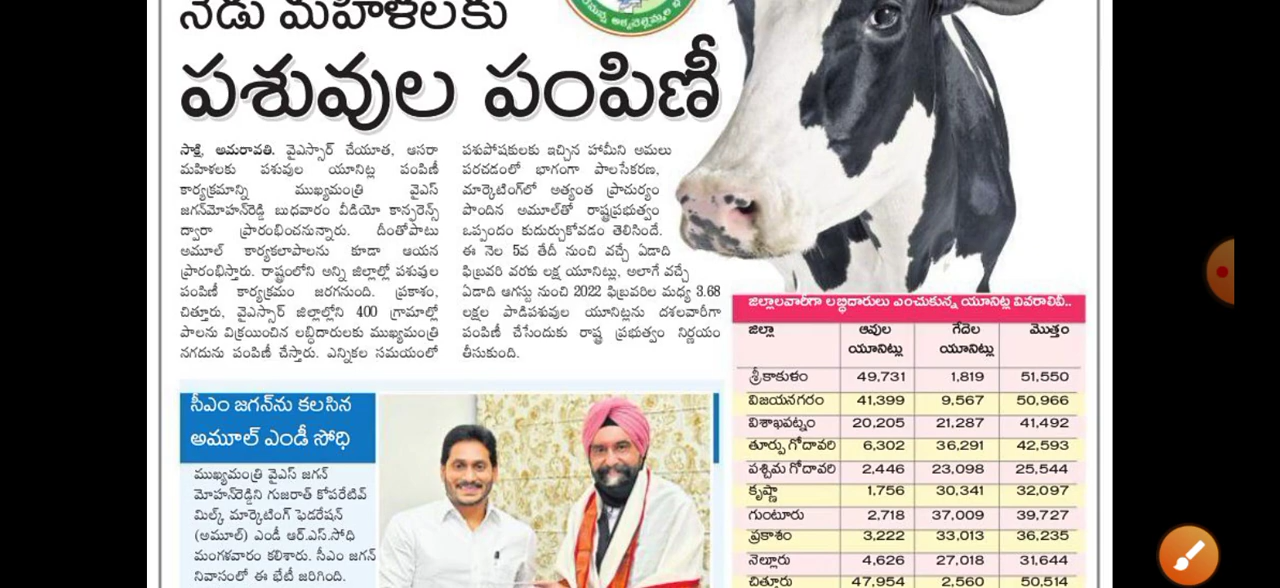 నేడు మహిళలకు
పశువుల పంపిణీ
సాక్షి, అమరావతి. వైఎస్సార్ చేయూత, ఆసరా
మహిళలకు పశువుల యూనిట్ల పంపిణీ
కార్యక్రమాన్ని ముఖ్యమంత్రి వైఎస్
జగన్‌మోహన్‌రెడ్డి బుధవారం వీడియో కాన్ఫరెన్స్
ద్వారా ప్రారంభించనున్నారు. దీంతోపాటు
అమూల్ కార్యకలాపాలను కూడా ఆయన
ప్రారంభిస్తారు. రాష్ట్రంలోని అన్ని జిల్లాల్లో పశువుల
పంపిణీ కార్యక్రమం జరగనుంది. ప్రకాశం,
చిత్తూరు, వైఎస్సార్ జిల్లాల్లోని 400 గ్రామాల్లో
పాలను విక్రయించిన లబ్ధిదారులకు ముఖ్యమంత్రి
నగదును పంపిణీ చేస్తారు. ఎన్నికల సమయంలో
పశుపోషకులకు ఇచ్చిన హామీని అమలు
పరచడంలో భాగంగా పాలసేకరణ,
మార్కెటింగ్‌లో అత్యంత ప్రాచుర్యం
పొందిన అమూల్‌తో రాష్ట్రప్రభుత్వం
ఒప్పందం కుదుర్చుకోవడం తెలిసిందే.
ఈ నెల 5వ తేదీ నుంచి వచ్చే ఏడాది
ఫిబ్రవరి వరకు లక్ష యూనిట్లు, అలాగే వచ్చే
ఏడాది ఆగస్టు నుంచి 2022 ఫిబ్రవరిల మధ్య 3.68
లక్షల పాడిపశువుల యూనిట్లను దశలవారీగా
పంపిణీ చేసేందుకు రాష్ట్ర ప్రభుత్వం నిర్ణయం
తీసుకుంది.
సీఎం జగన్‌ను కలసిన
అమూల్ ఎండీ సోధి
ముఖ్యమంత్రి వైఎస్ జగన్
మోహన్‌రెడ్డిని గుజరాత్ కోపరేటివ్
మిల్క్ మార్కెటింగ్ ఫెడరేషన్
(అమూల్) ఎండీ ఆర్.ఎస్.సోధి
మంగళవారం కలిశారు. సీఎం జగన్
నివాసంలో ఈ భేటీ జరిగింది.
జిల్లాలవారీగా లబ్ధిదారులు ఎంచుకున్న యూనిట్ల వివరాలివీ..
జిల్లా ఆవుల గేదెల మొత్తం
యూనిట్లు యూనిట్లు
శ్రీకాకుళం 49,731 1,819 51,550
విజయనగరం 41,399 9,567 50,966
విశాఖపట్నం 20,205 21,287 41,492
తూర్పు గోదావరి 6,302 36,291 42,593
పశ్చిమ గోదావరి 2,446 23,098 25,544
కృష్ణా 1,756 30,341 32,097
గుంటూరు 2,718 37,009 39,727
ప్రకాశం 3,222 33,013 36,235
నెల్లూరు 4,626 27,018 31,644
చిత్తూరు 47,954 2,560 50,514